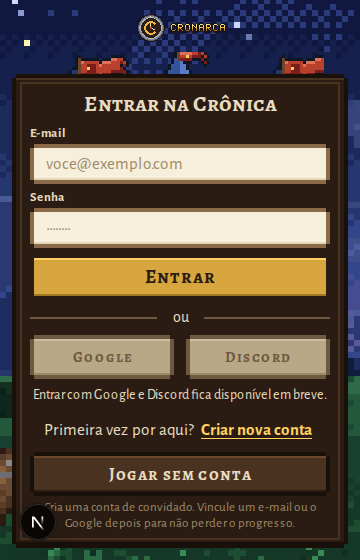 CRONARCA
Entrar na Crônica
E-mail
voce@exemplo.com
Senha
Entrar
ou
Google
Discord
Entrar com Google e Discord fica disponível em breve.
Primeira vez por aqui? Criar nova conta
Jogar sem conta
Cria uma conta de convidado. Vincule um e-mail ou o
Google depois para não perder o progresso.
N